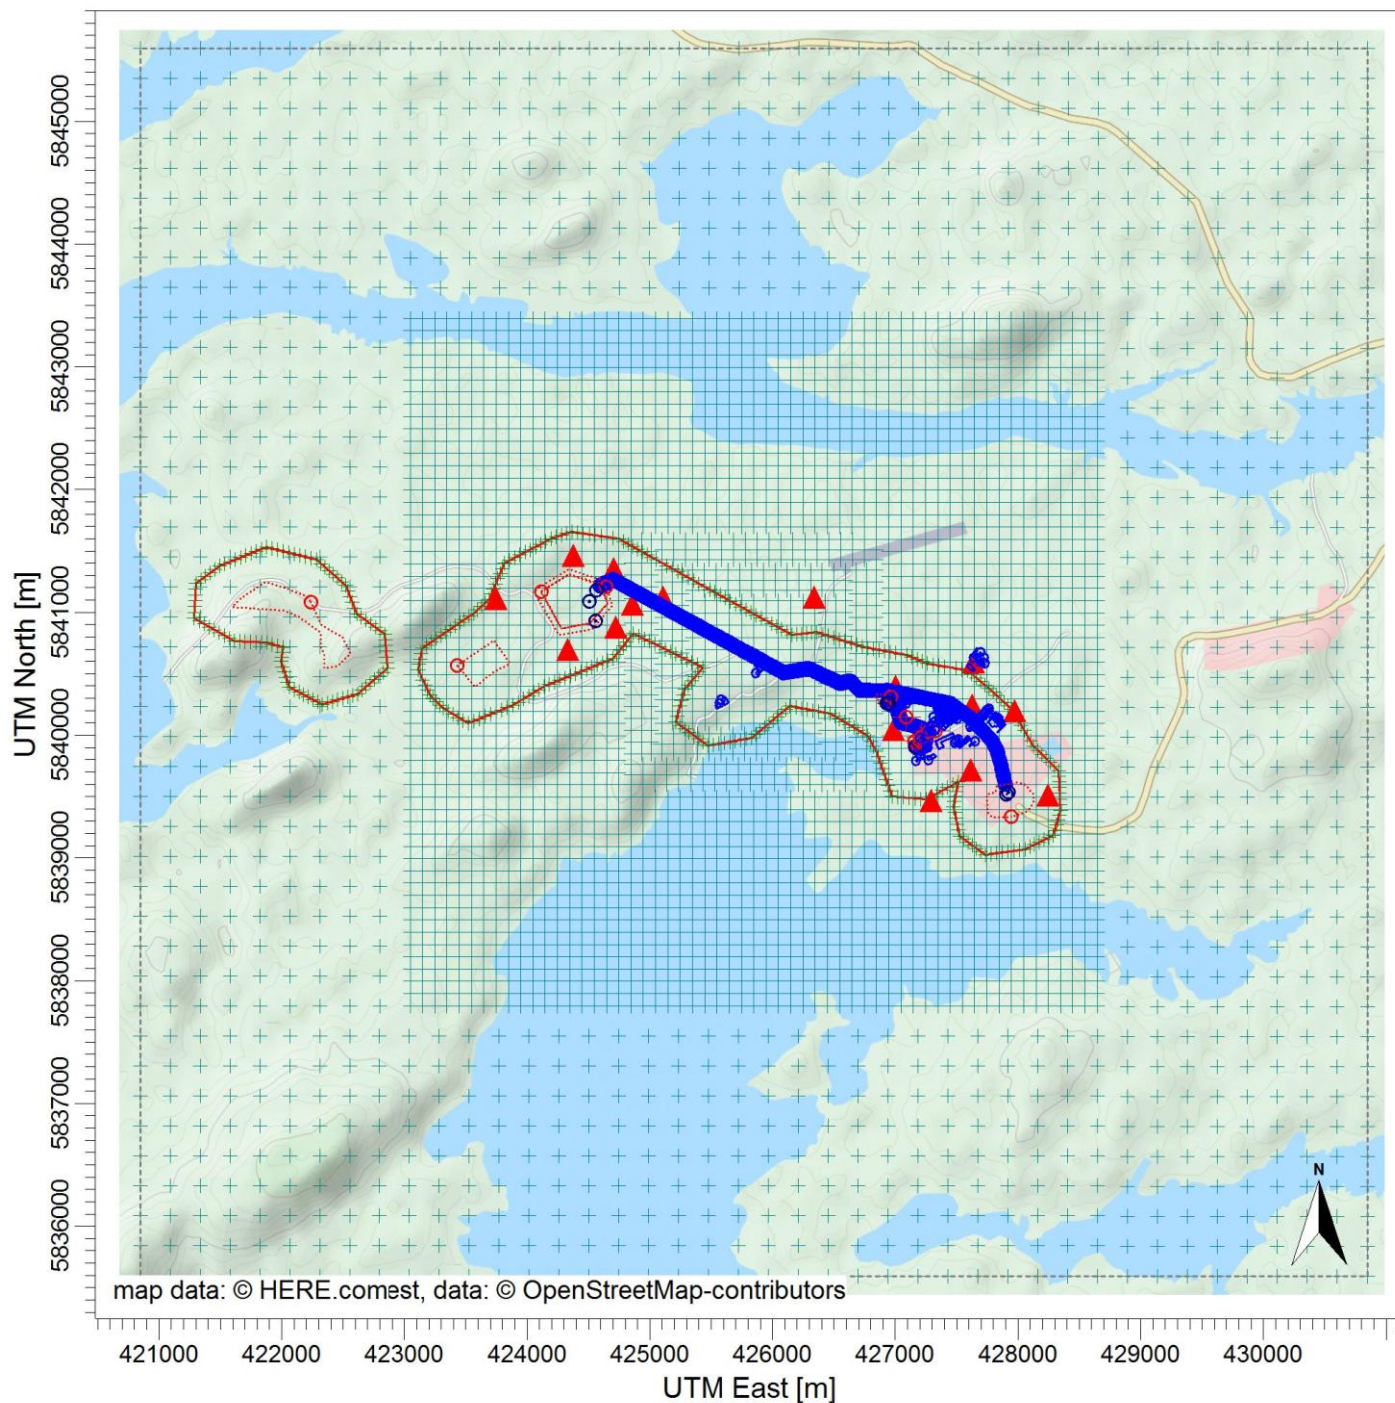 UTM North [m]
5845000
5844000
5843000
5842000
5841000
5840000
5839000
5838000
5837000
5836000
N
map data: © HERE.comest, data: © OpenStreetMap-contributors
421000 422000 423000 424000 425000 426000 427000 428000 429000 430000
UTM East [m]